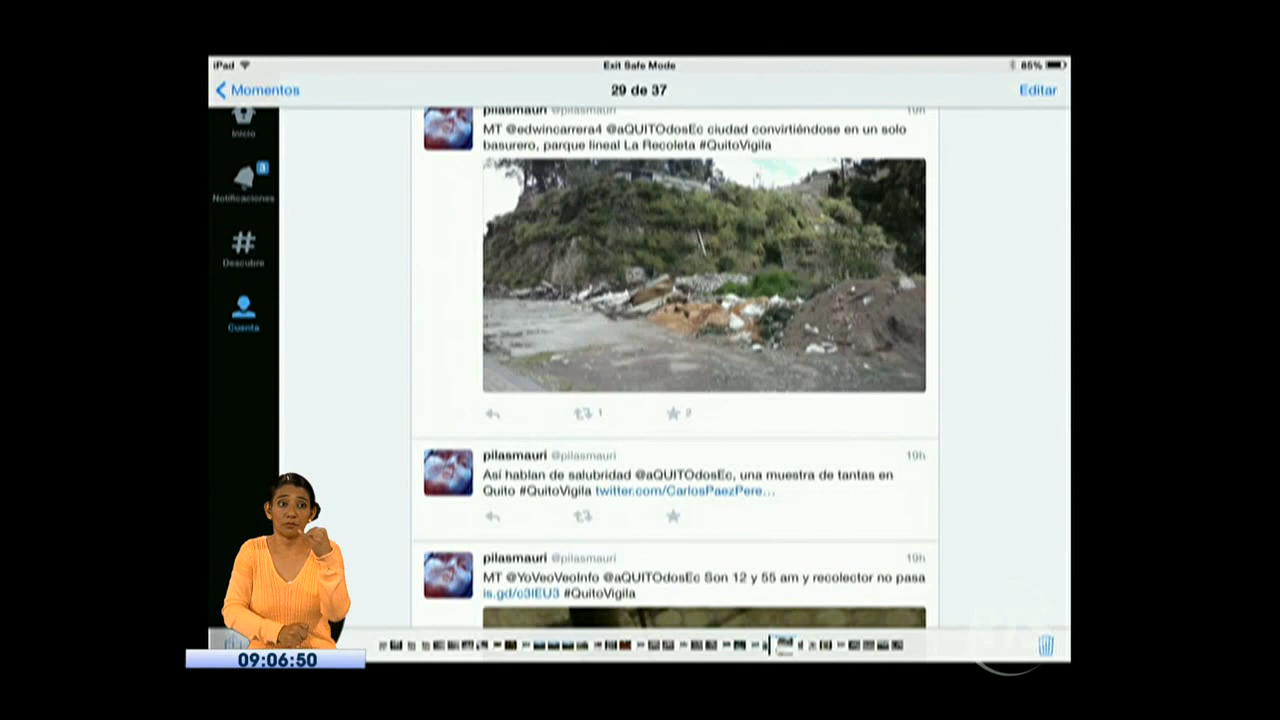 iPad
Exit Safe Mode
85%
Momentos
29 de 37
Editar
Inicio
3
Notificaciones
Descubre
Cuenta
pilasmauri @pilasmauri 19h
MT @edwincarrera4 @aQUITOdosEc ciudad convirtiéndose en un solo
basurero, parque lineal La Recoleta #QuitoVigila
1
2
pilasmauri @pilasmauri 19h
Así hablan de salubridad @aQUITOdosEc, una muestra de tantas en
Quito #QuitoVigila twitter.com/CarlosPaezPere...
pilasmauri @pilasmauri 19h
MT @YoVeoVeoInfo @aQUITOdosEc Son 12 y 55 am y recolector no pasa
is.gd/c3IEU3 #QuitoVigila
09:06:50